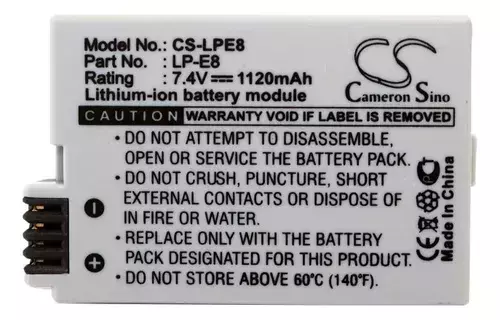 Model No.: CS-LPE8
Part No.: LP-E8
Rating: 7.4V⎓1120mAh
Lithium-ion battery module
CS
Cameron Sino
CAUTION WARRANTY VOID IF LABEL IS REMOVED
• DO NOT ATTEMPT TO DISASSEMBLE,
OPEN OR SERVICE THE BATTERY PACK.
• DO NOT CRUSH, PUNCTURE, SHORT
EXTERNAL CONTACTS OR DISPOSE OF
IN FIRE OR WATER.
• REPLACE ONLY WITH THE BATTERY
PACK DESIGNATED FOR THIS PRODUCT.
• DO NOT STORE ABOVE 60°C (140°F).
CE
Made In China